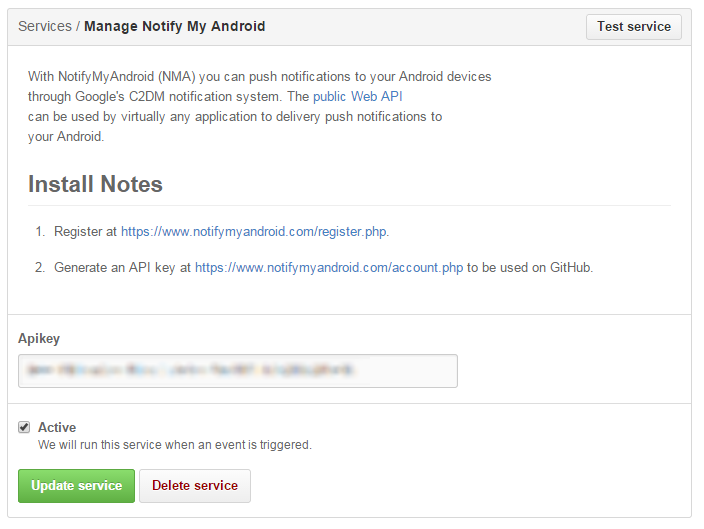 Services / Manage Notify My Android
Test service
With NotifyMyAndroid (NMA) you can push notifications to your Android devices
through Google's C2DM notification system. The public Web API
can be used by virtually any application to delivery push notifications to
your Android.
Install Notes
1. Register at https://www.notifymyandroid.com/register.php.
2. Generate an API key at https://www.notifymyandroid.com/account.php to be used on GitHub.
Apikey
Active
We will run this service when an event is triggered.
Update service
Delete service